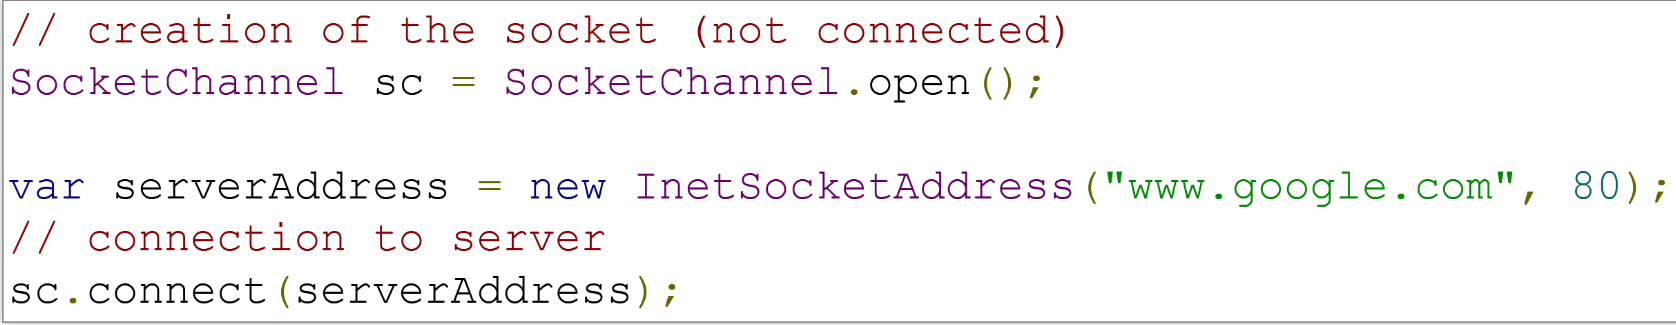 // creation of the socket (not connected)
SocketChannel sc = SocketChannel.open();
var serverAddress = new InetSocketAddress("www.google.com", 80);
// connection to server
sc.connect(serverAddress);